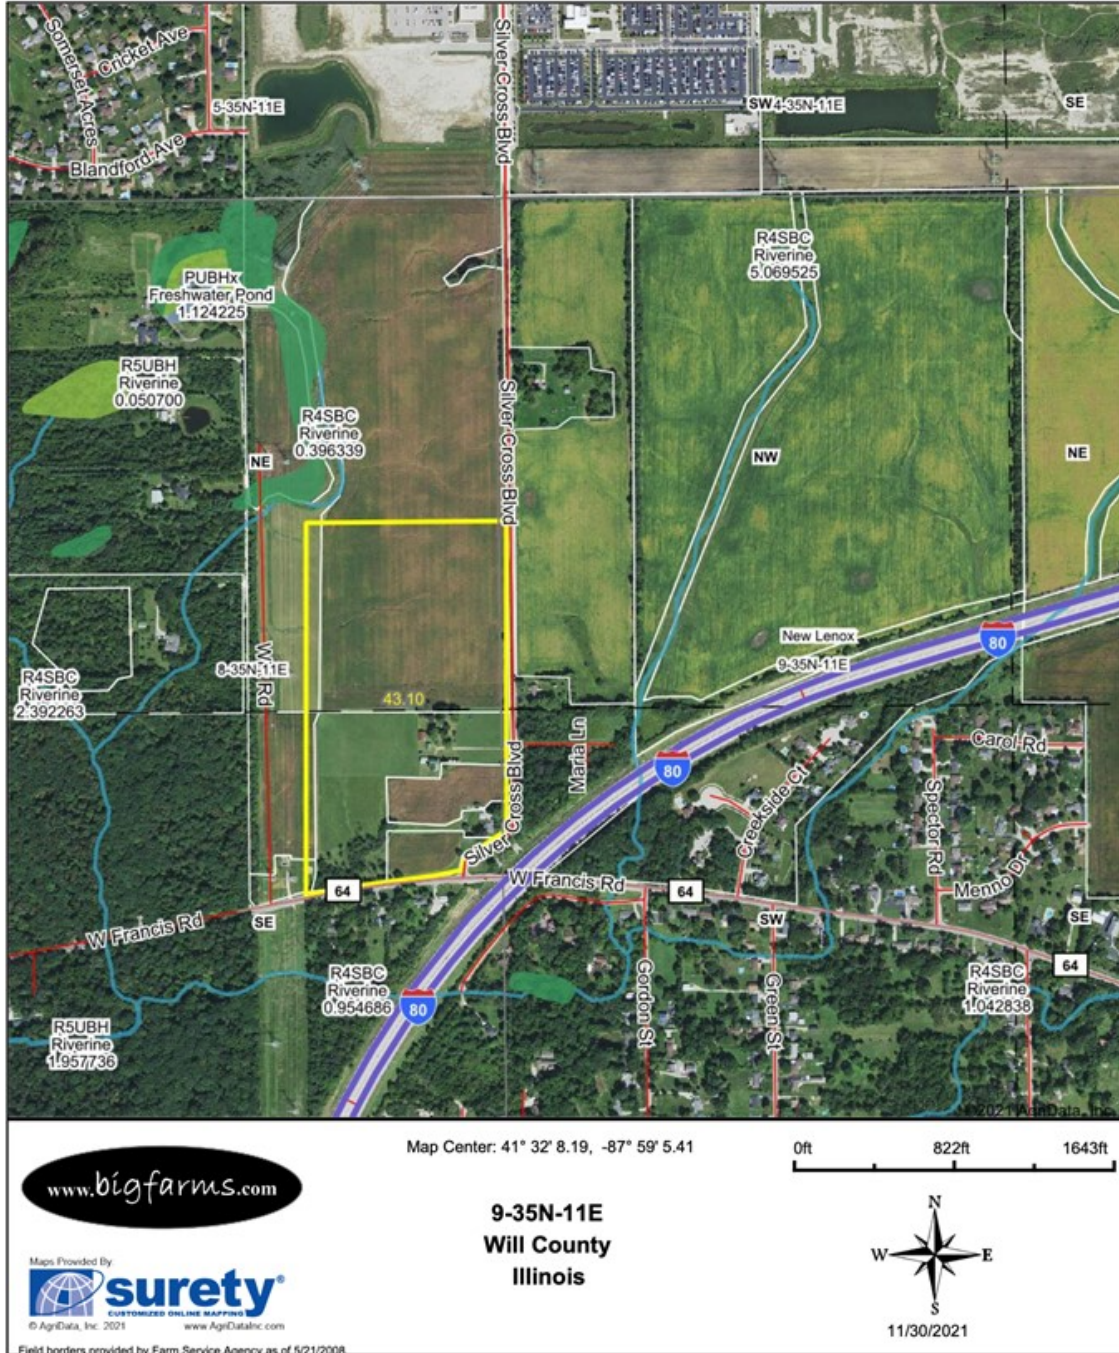 Somerset Acres
Cricket Ave
Silver Cross Blvd
5-35N-11E
SW
4-35N-11E
SE
Blandford Ave
R4SBC
Riverine
5.069525
PUBHx
Freshwater Pond
1.124225
R5UBH
Riverine
0.050700
Silver Cross Blvd
R4SBC
Riverine
0.396339
NE
NW
NE
New Lenox
80
9-35N-11E
W
Rd
8-35N-11E
R4SBC
Riverine
2.392263
43.10
Maria Ln
Silver Cross Blvd
80
Carol Rd
Creekside Ct
Spector Rd
Menno Dr
64
W Francis Rd
64
W Francis Rd
SE
SW
SE
64
R4SBC
Riverine
0.954686
80
Gordon St
Green St
R4SBC
Riverine
1.042838
R5UBH
Riverine
1.957736
© 2021 AgriData, Inc.
Map Center: 41° 32' 8.19, -87° 59' 5.41
0ft 822ft 1643ft
www.bigfarms.com
9-35N-11E
Will County
Illinois
N
W E
S
11/30/2021
Maps Provided By:
surety®
CUSTOMIZED ONLINE MAPPING
© AgriData, Inc. 2021 www.AgriDataInc.com
Field borders provided by Farm Service Agency as of 5/21/2008.